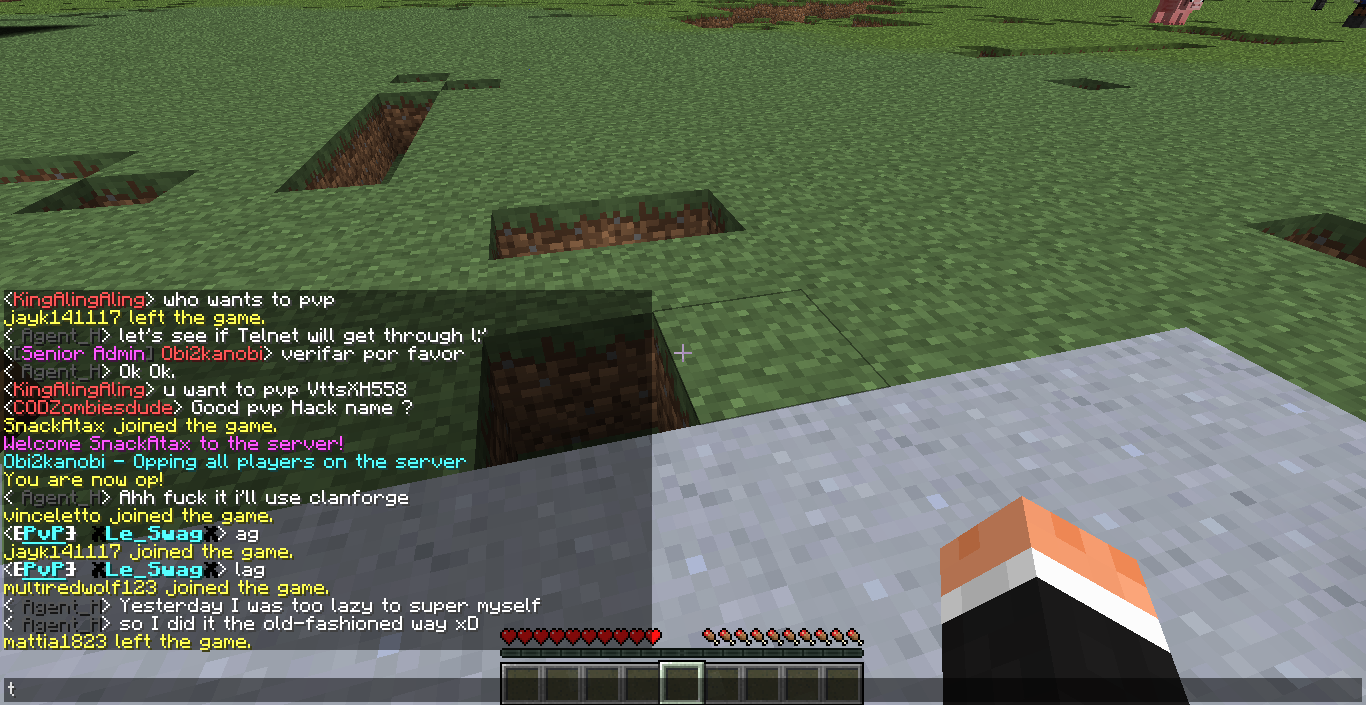 <KingAlingAling> who wants to pvp
jayk141117 left the game.
< Agent_H> let's see if Telnet will get through l:'
<[Senior Admin] Obi2kanobi> verifar por favor
< Agent_H> Ok Ok.
<KingAlingAling> u want to pvp VttsXH558
<CODZombiesdude> Good pvp Hack name ?
SnackAtax joined the game.
Welcome SnackAtax to the server!
Obi2kanobi - Opping all players on the server
You are now op!
< Agent_H> Ahh fuck it i'll use clanforge
vinceletto joined the game.
<[PvP] Le_Swag> ag
jayk141117 joined the game.
<[PvP] Le_Swag> lag
multiredwolf123 joined the game.
< Agent_H> Yesterday I was too lazy to super myself
< Agent_H> so I did it the old-fashioned way xD
mattia1823 left the game.
t